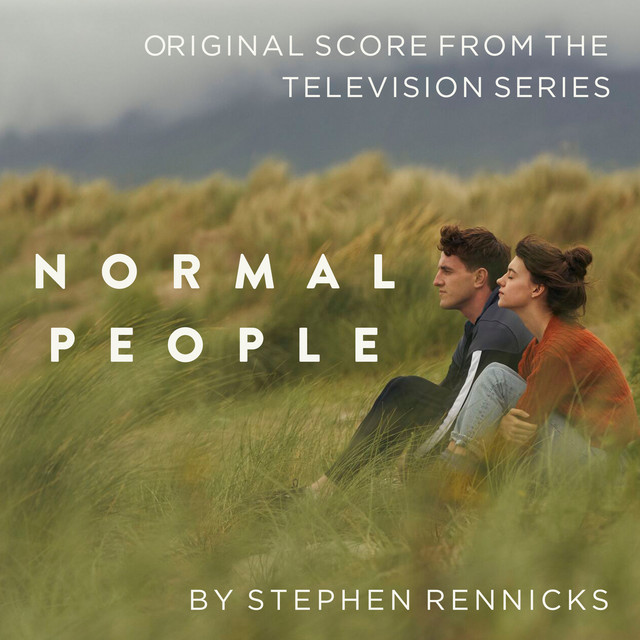 ORIGINAL SCORE FROM THE
TELEVISION SERIES
NORMAL
PEOPLE
BY STEPHEN RENNICKS